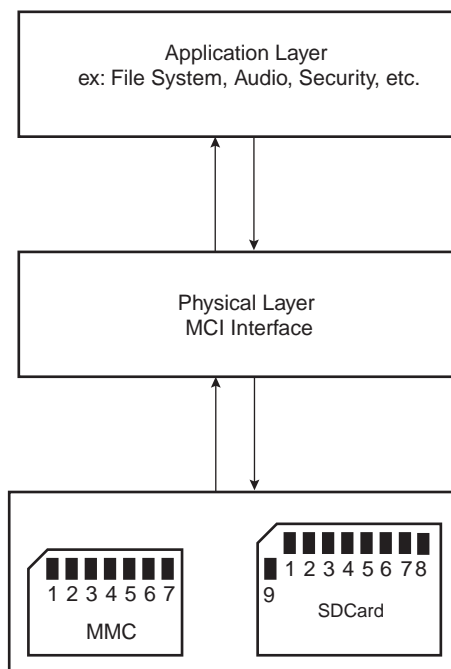 Application Layer
ex: File System, Audio, Security, etc.
Physical Layer
MCI Interface
1 2 3 4 5 6 7
MMC
1 2 3 4 5 6 7 8
9
SDCard